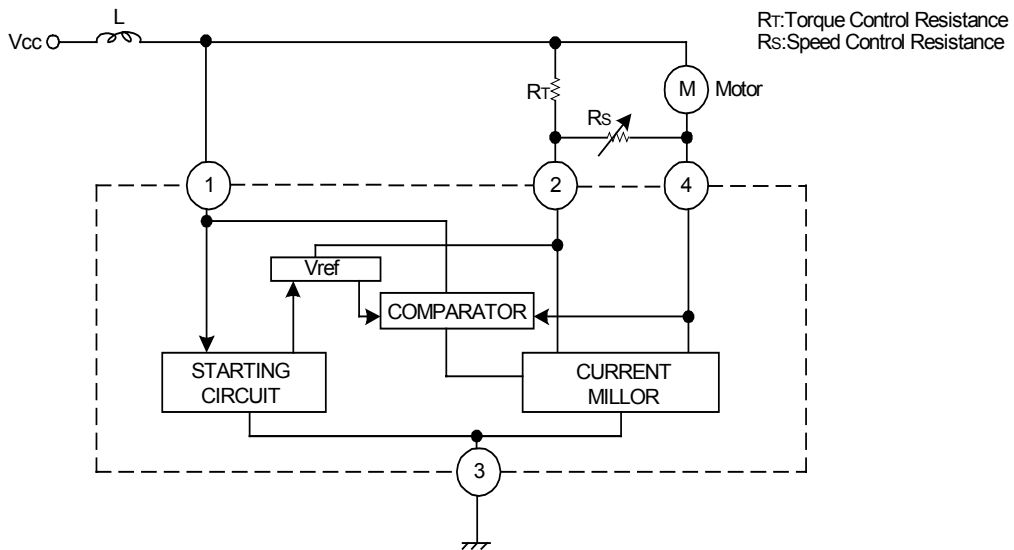 L
Vcc
RT:Torque Control Resistance
Rs:Speed Control Resistance
RT
M
Motor
Rs
1
2
4
Vref
COMPARATOR
STARTING
CIRCUIT
CURRENT
MILLOR
3